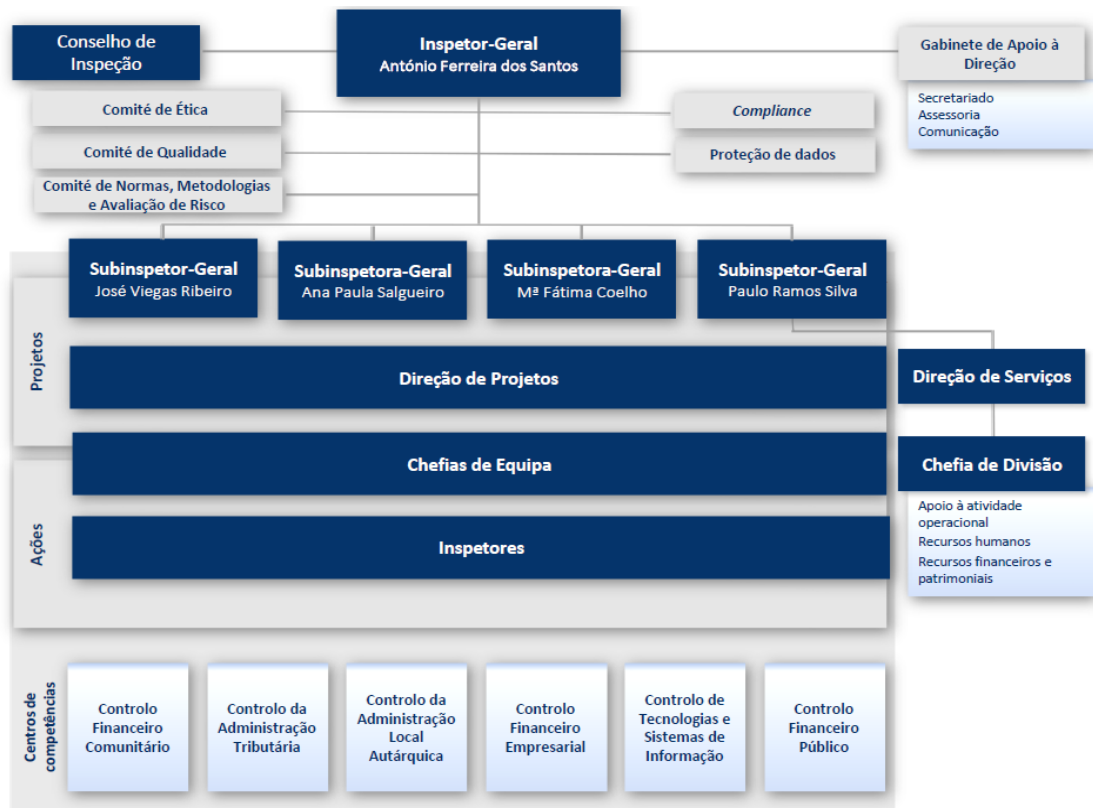 Conselho de
Inspeção
Inspetor-Geral
António Ferreira dos Santos
Gabinete de Apoio à
Direção
Secretariado
Assessoria
Comunicação
Comité de Ética
Compliance
Comité de Qualidade
Proteção de dados
Comité de Normas, Metodologias
e Avaliação de Risco
Subinspetor-Geral
José Viegas Ribeiro
Subinspetora-Geral
Ana Paula Salgueiro
Subinspetora-Geral
Mª Fátima Coelho
Subinspetor-Geral
Paulo Ramos Silva
Projetos
Direção de Projetos
Direção de Serviços
Chefias de Equipa
Chefia de Divisão
Apoio à atividade
operacional
Recursos humanos
Recursos financeiros e
patrimoniais
Ações
Inspetores
Centros de
competências
Controlo
Financeiro
Comunitário
Controlo da
Administração
Tributária
Controlo da
Administração
Local
Autárquica
Controlo
Financeiro
Empresarial
Controlo de
Tecnologias e
Sistemas de
Informação
Controlo
Financeiro
Público